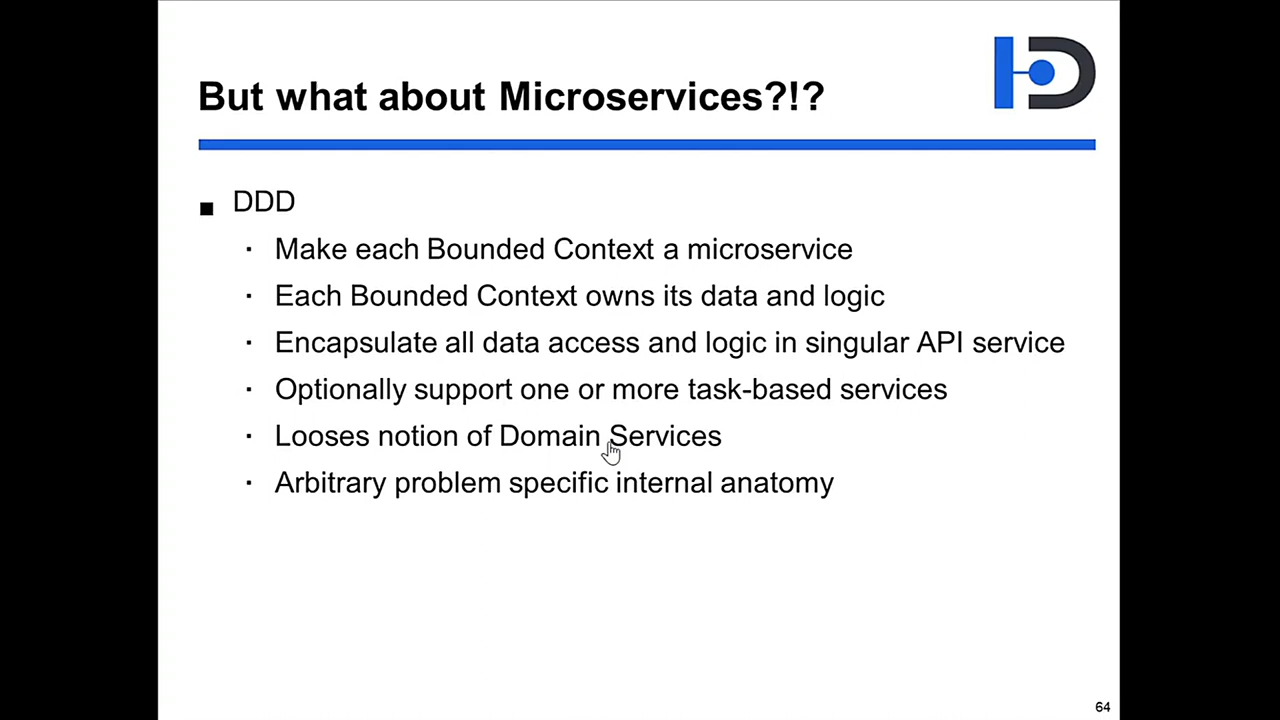 But what about Microservices?!?
DDD
Make each Bounded Context a microservice
Each Bounded Context owns its data and logic
Encapsulate all data access and logic in singular API service
Optionally support one or more task-based services
Looses notion of Domain Services
Arbitrary problem specific internal anatomy
64